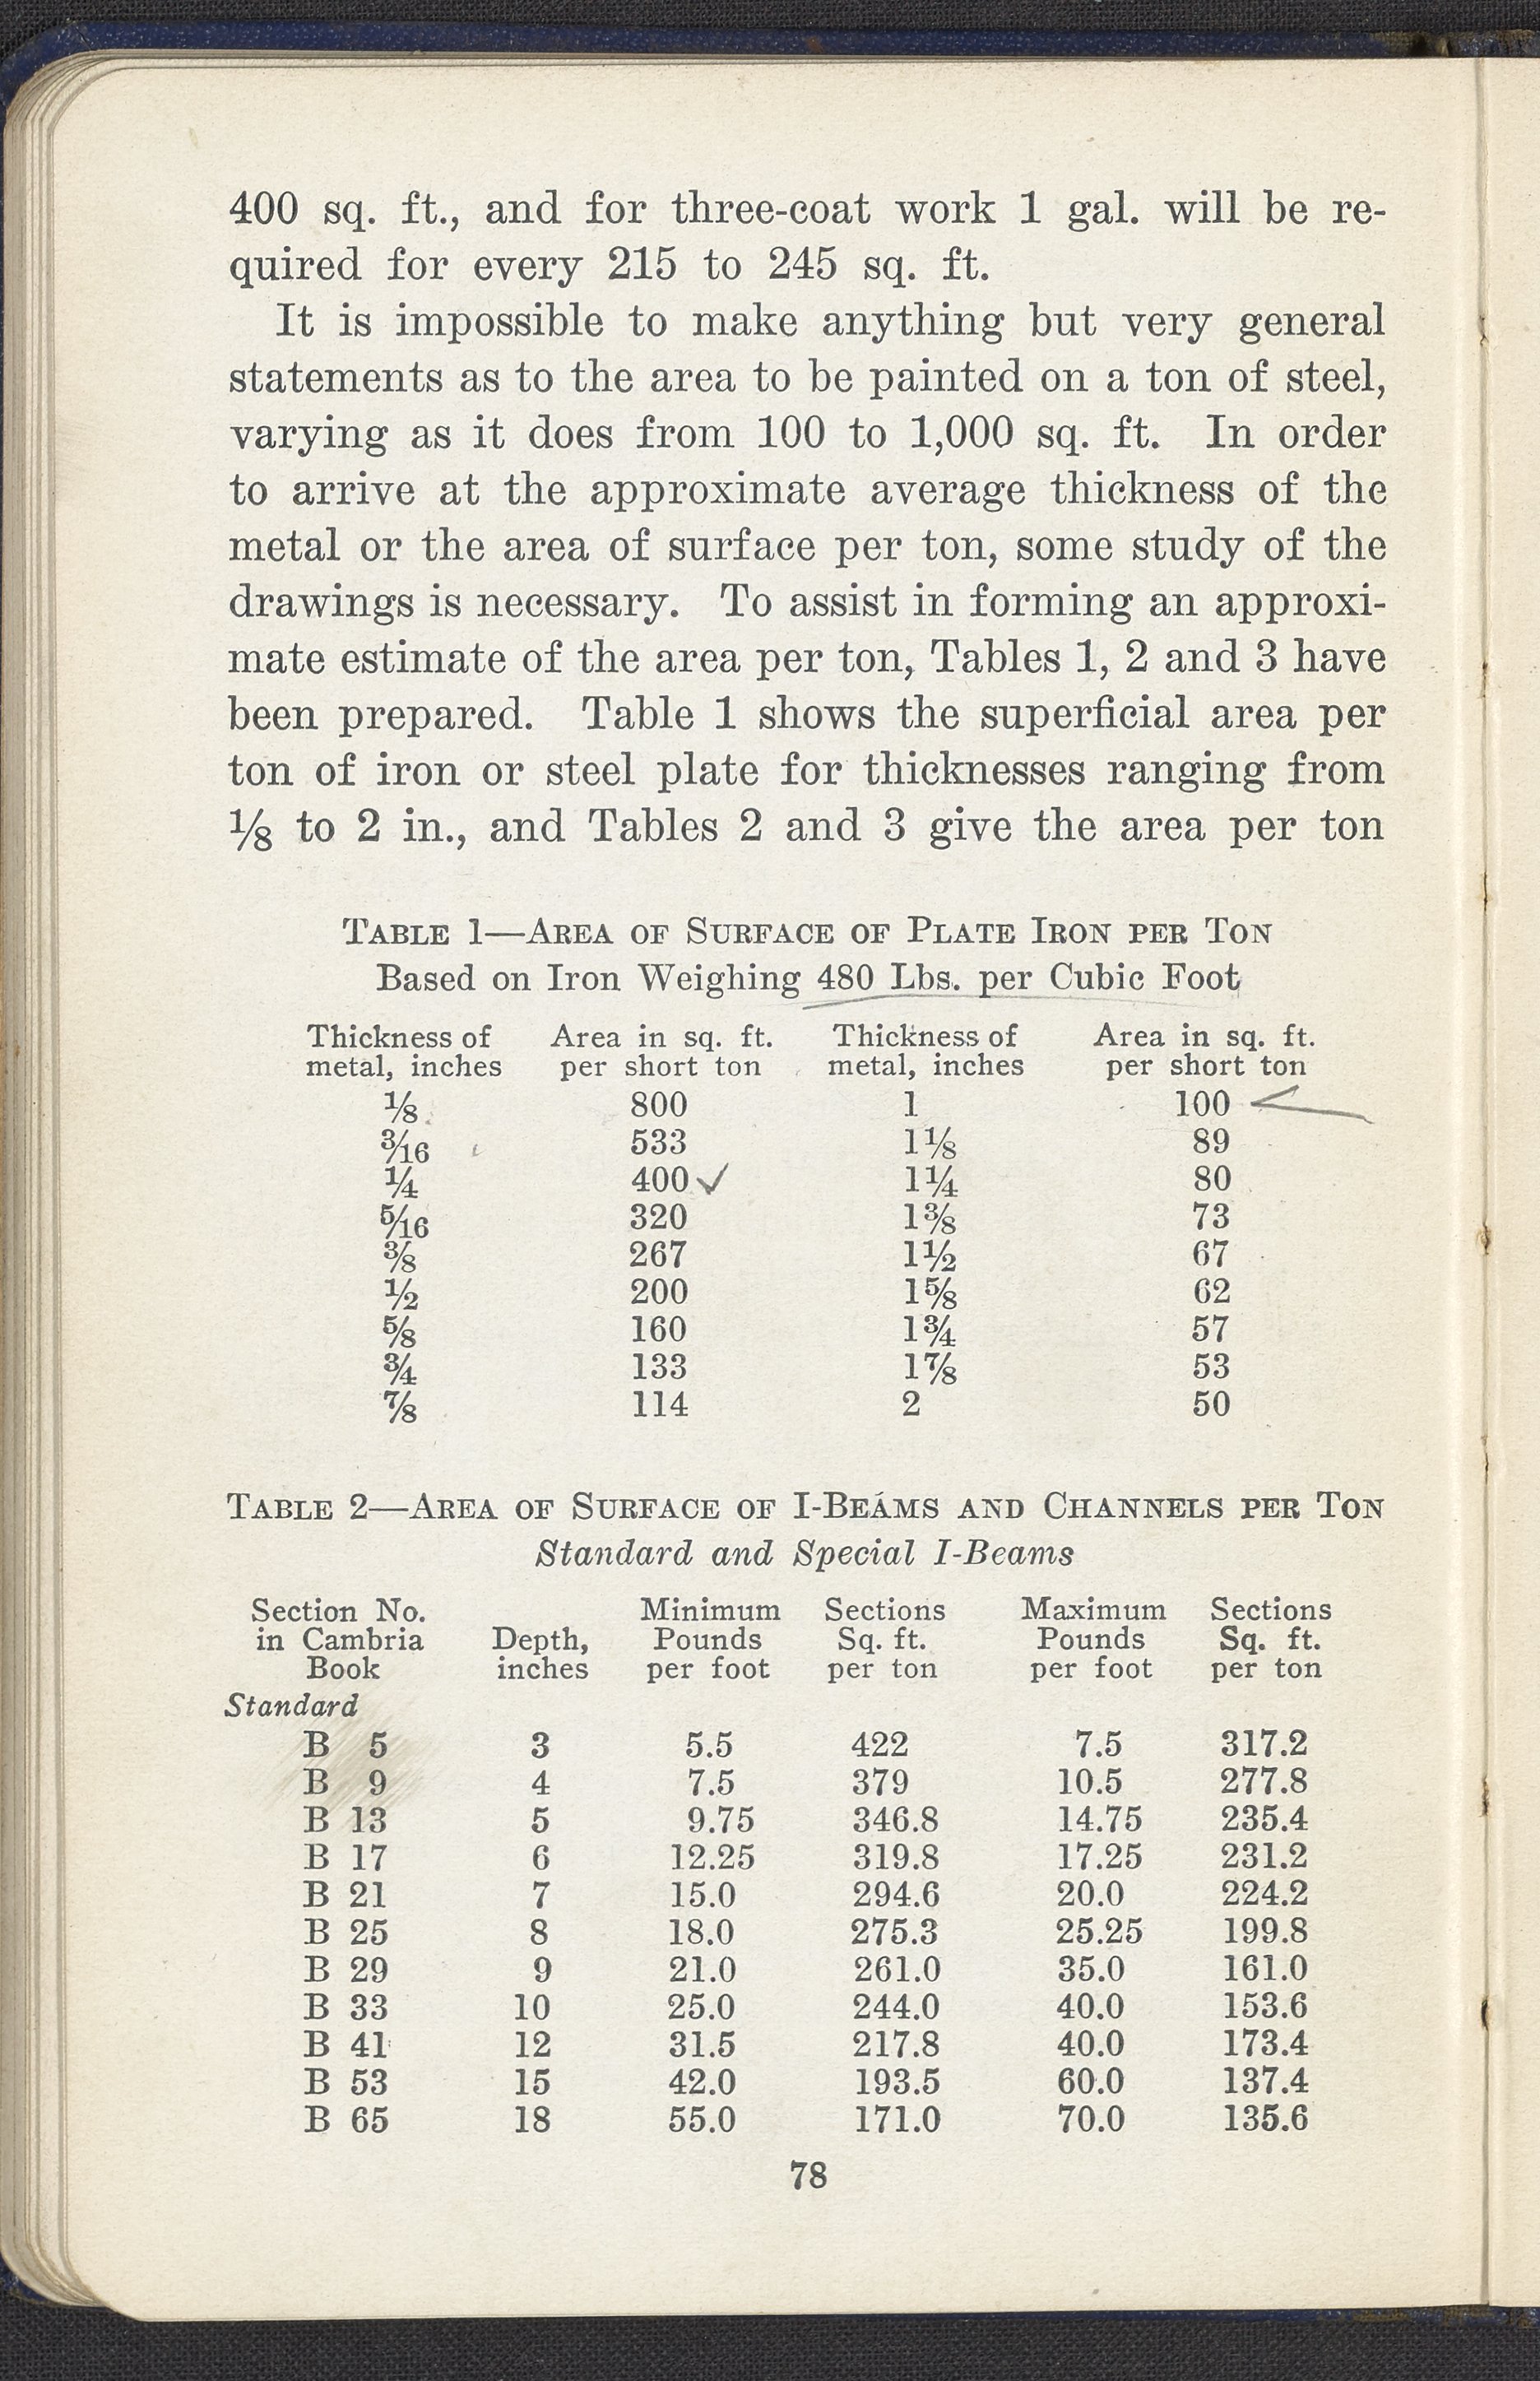 400 sq. ft., and for three-coat work 1 gal. will be re-
quired for every 215 to 245 sq. ft.
It is impossible to make anything but very general
statements as to the area to be painted on a ton of steel,
varying as it does from 100 to 1,000 sq. ft. In order
to arrive at the approximate average thickness of the
metal or the area of surface per ton, some study of the
drawings is necessary. To assist in forming an approxi-
mate estimate of the area per ton, Tables 1, 2 and 3 have
been prepared. Table 1 shows the superficial area per
ton of iron or steel plate for thicknesses ranging from
⅛ to 2 in., and Tables 2 and 3 give the area per ton
TABLE 1—AREA OF SURFACE OF PLATE IRON PER TON
Based on Iron Weighing 480 Lbs. per Cubic Foot
Thickness of Area in sq. ft. Thickness of Area in sq. ft.
metal, inches per short ton metal, inches per short ton
⅛ 800 1 100
3/16 533 1⅛ 89
¼ 400 ✓ 1¼ 80
5/16 320 1⅜ 73
⅜ 267 1½ 67
½ 200 1⅝ 62
⅝ 160 1¾ 57
¾ 133 1⅞ 53
⅞ 114 2 50
TABLE 2—AREA OF SURFACE OF I-BEAMS AND CHANNELS PER TON
Standard and Special I-Beams
Section No. Minimum Sections Maximum Sections
in Cambria Depth, Pounds Sq. ft. Pounds Sq. ft.
Book inches per foot per ton per foot per ton
Standard
B 5 3 5.5 422 7.5 317.2
B 9 4 7.5 379 10.5 277.8
B 13 5 9.75 346.8 14.75 235.4
B 17 6 12.25 319.8 17.25 231.2
B 21 7 15.0 294.6 20.0 224.2
B 25 8 18.0 275.3 25.25 199.8
B 29 9 21.0 261.0 35.0 161.0
B 33 10 25.0 244.0 40.0 153.6
B 41 12 31.5 217.8 40.0 173.4
B 53 15 42.0 193.5 60.0 137.4
B 65 18 55.0 171.0 70.0 135.6
78